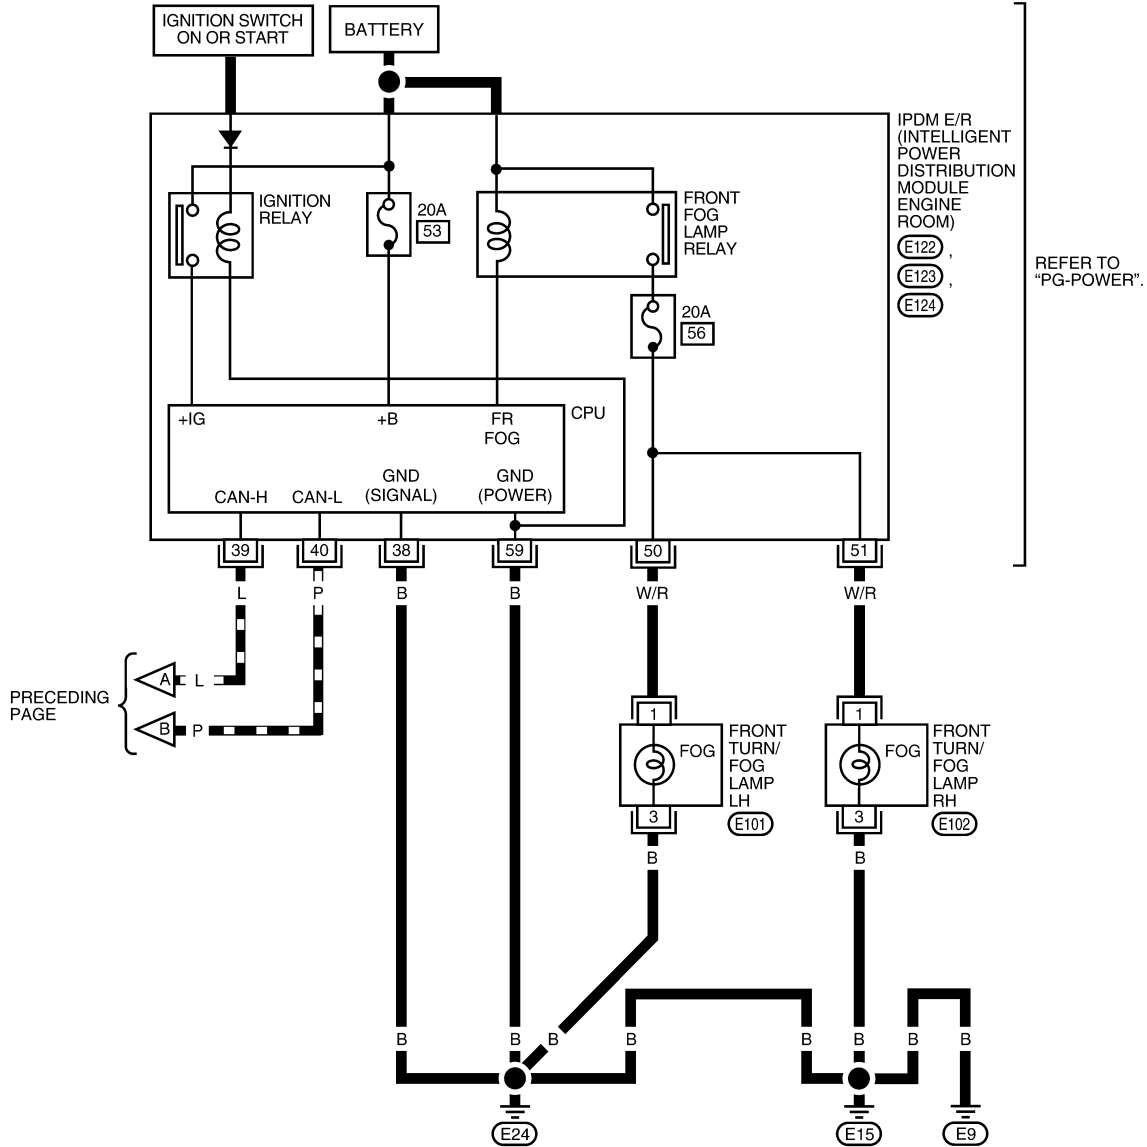 IGNITION SWITCH
ON OR START
BATTERY
IPDM E/R
(INTELLIGENT
POWER
DISTRIBUTION
MODULE
ENGINE
ROOM)
E122 ,
E123 ,
E124
REFER TO
“PG-POWER”.
IGNITION
RELAY
20A
53
FRONT
FOG
LAMP
RELAY
20A
56
+IG
+B
FR
FOG
CPU
CAN-H
CAN-L
GND
(SIGNAL)
GND
(POWER)
39
40
38
59
50
51
L
P
B
B
W/R
W/R
PRECEDING
PAGE
A
L
B
P
1
FOG
3
FRONT
TURN/
FOG
LAMP
LH
E101
1
FOG
3
FRONT
TURN/
FOG
LAMP
RH
E102
B
B
B
B
B
B
B
B
B
B
E24
E15
E9